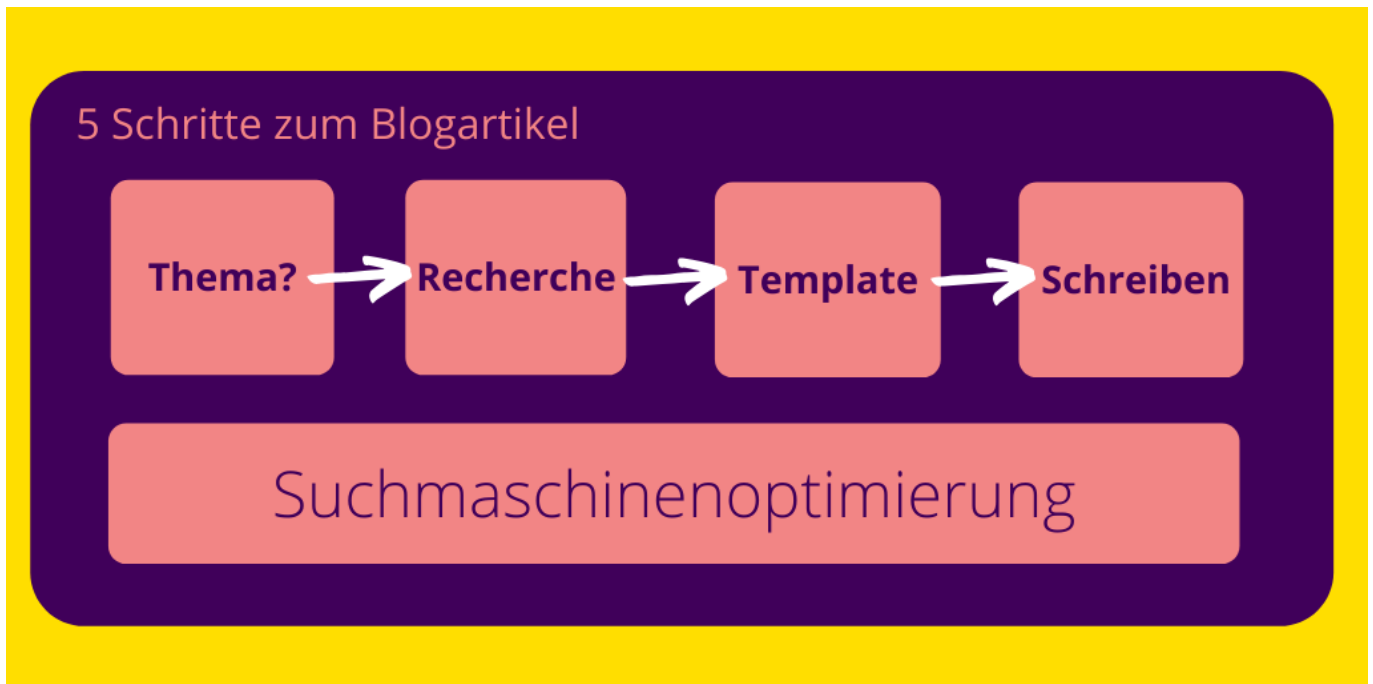 5 Schritte zum Blogartikel
Thema?
Recherche
Template
Schreiben
Suchmaschinenoptimierung